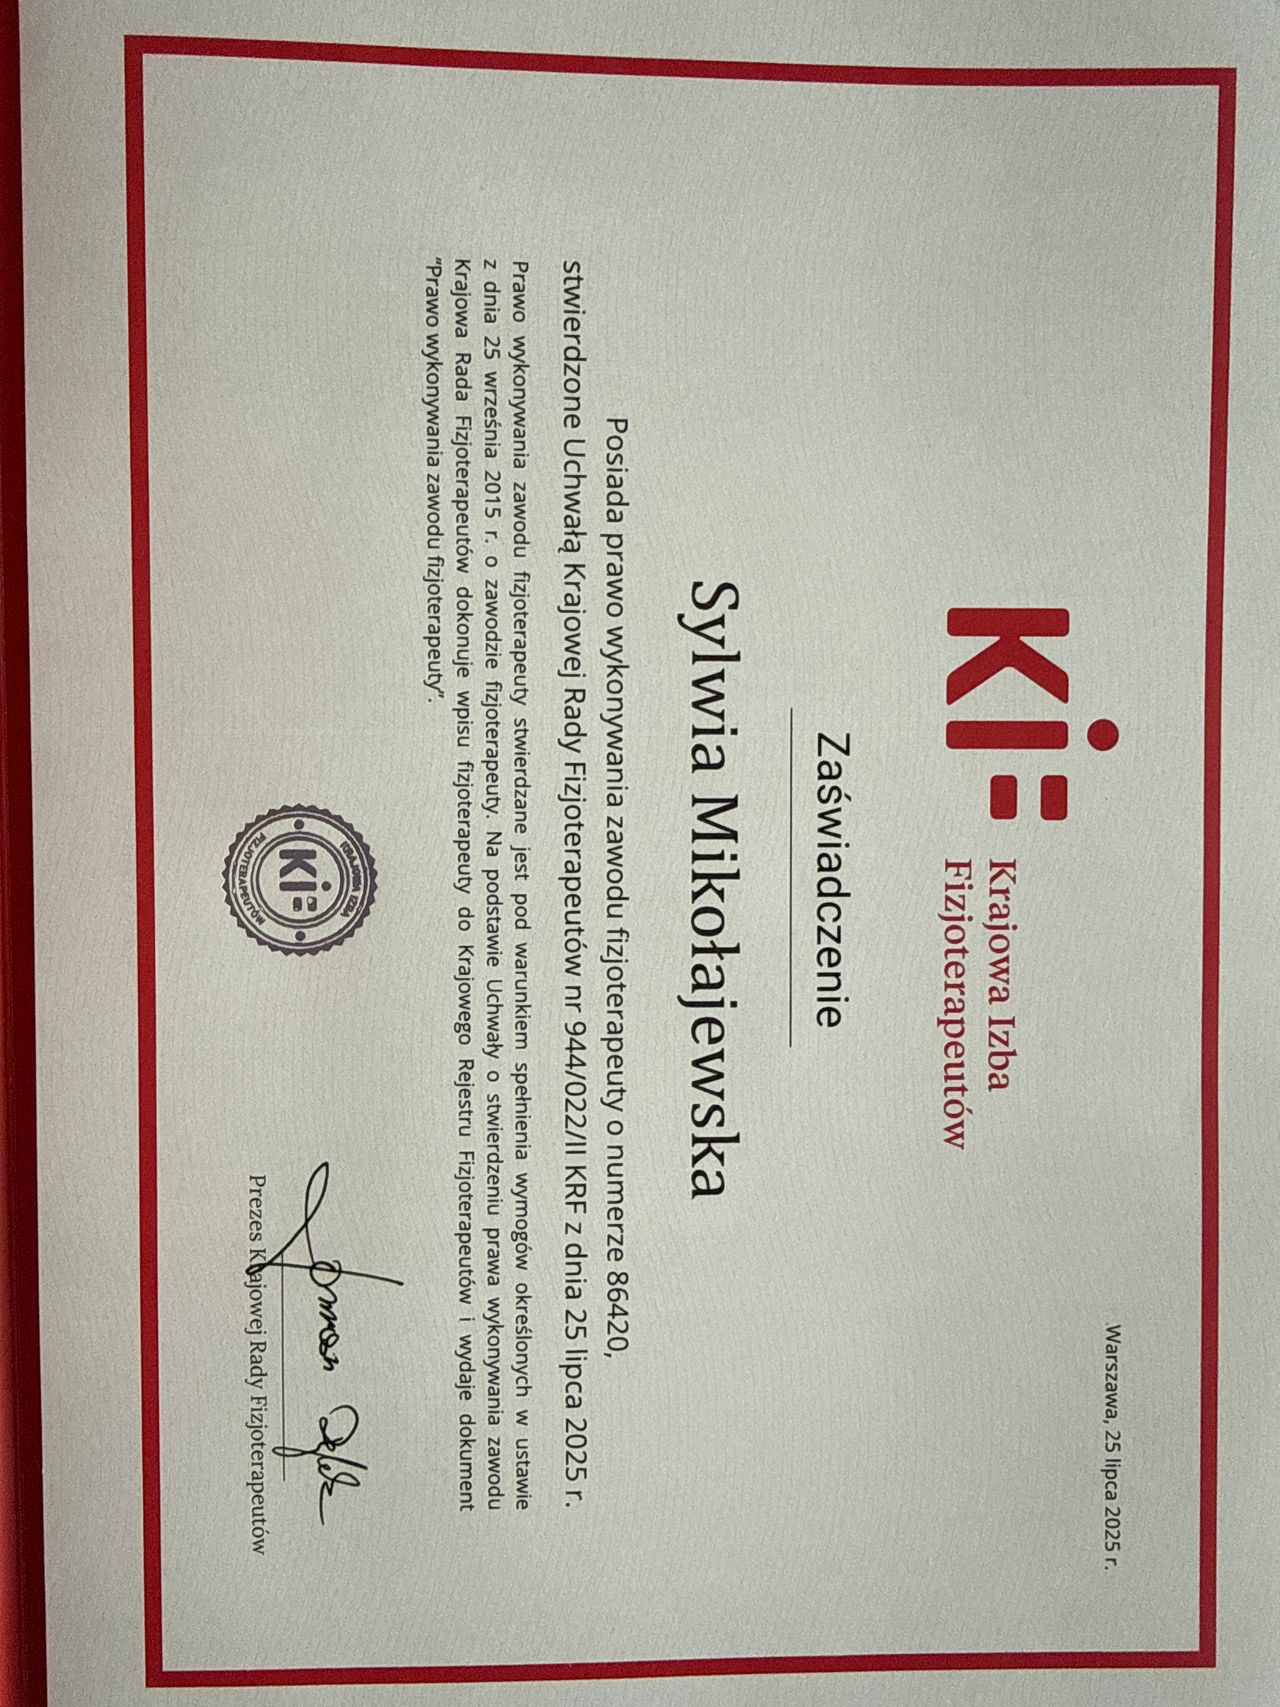 Warszawa, 25 lipca 2025 r.
ki:
Krajowa Izba
Fizjoterapeutów
Zaświadczenie
Sylwia Mikołajewska
Posiada prawo wykonywania zawodu fizjoterapeuty o numerze 86420,
stwierdzone Uchwałą Krajowej Rady Fizjoterapeutów nr 944/022/II KRF z dnia 25 lipca 2025 r.
Prawo wykonywania zawodu fizjoterapeuty stwierdzane jest pod warunkiem spełnienia wymogów określonych w ustawie
z dnia 25 września 2015 r. o zawodzie fizjoterapeuty. Na podstawie Uchwały o stwierdzeniu prawa wykonywania zawodu
Krajowa Rada Fizjoterapeutów dokonuje wpisu fizjoterapeuty do Krajowego Rejestru Fizjoterapeutów i wydaje dokument
"Prawo wykonywania zawodu fizjoterapeuty".
KRAJOWA IZBA
ki:
FIZJOTERAPEUTÓW
Prezes Krajowej Rady Fizjoterapeutów